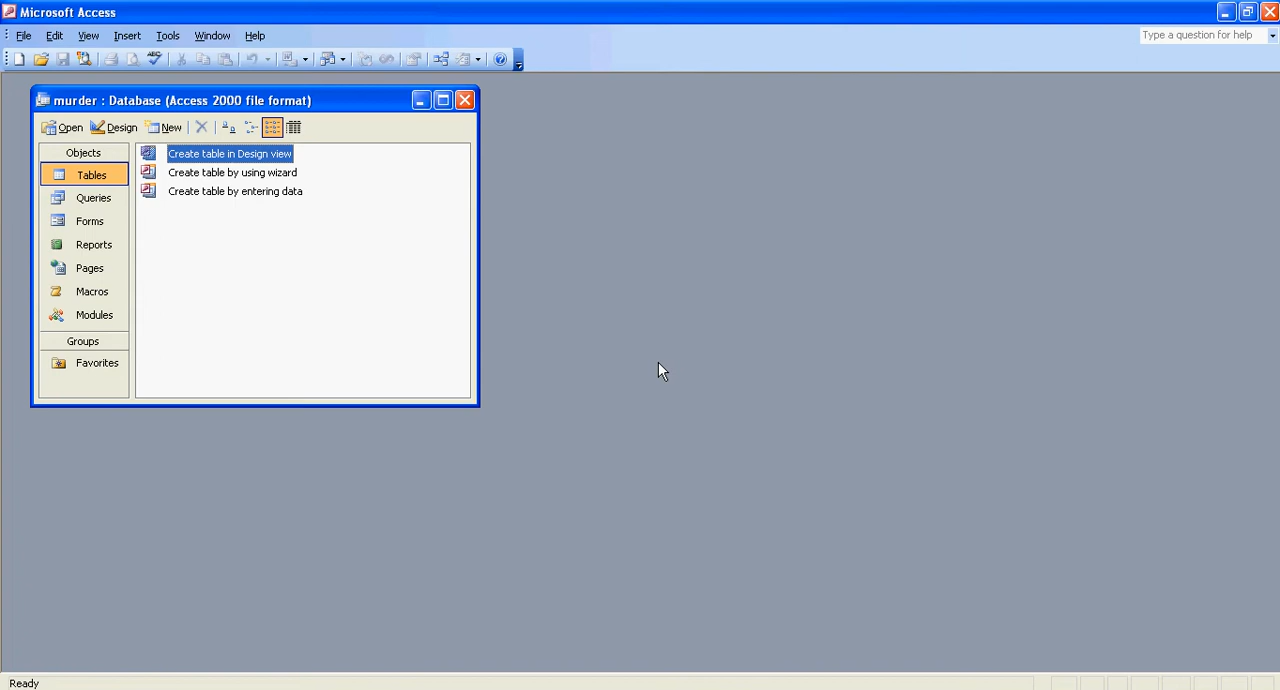 Microsoft Access
File Edit View Insert Tools Window Help
Type a question for help
murder : Database (Access 2000 file format)
Open Design New
Objects
Tables
Queries
Forms
Reports
Pages
Macros
Modules
Groups
Favorites
Create table in Design view
Create table by using wizard
Create table by entering data
Ready